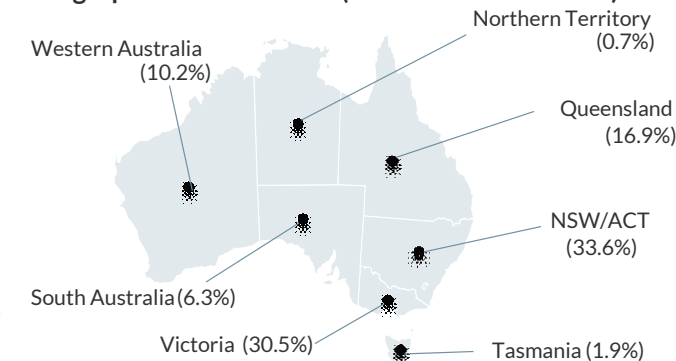 Northern Territory
(0.7%)
Western Australia
(10.2%)
Queensland
(16.9%)
NSW/ACT
(33.6%)
South Australia (6.3%)
Victoria (30.5%)
Tasmania (1.9%)